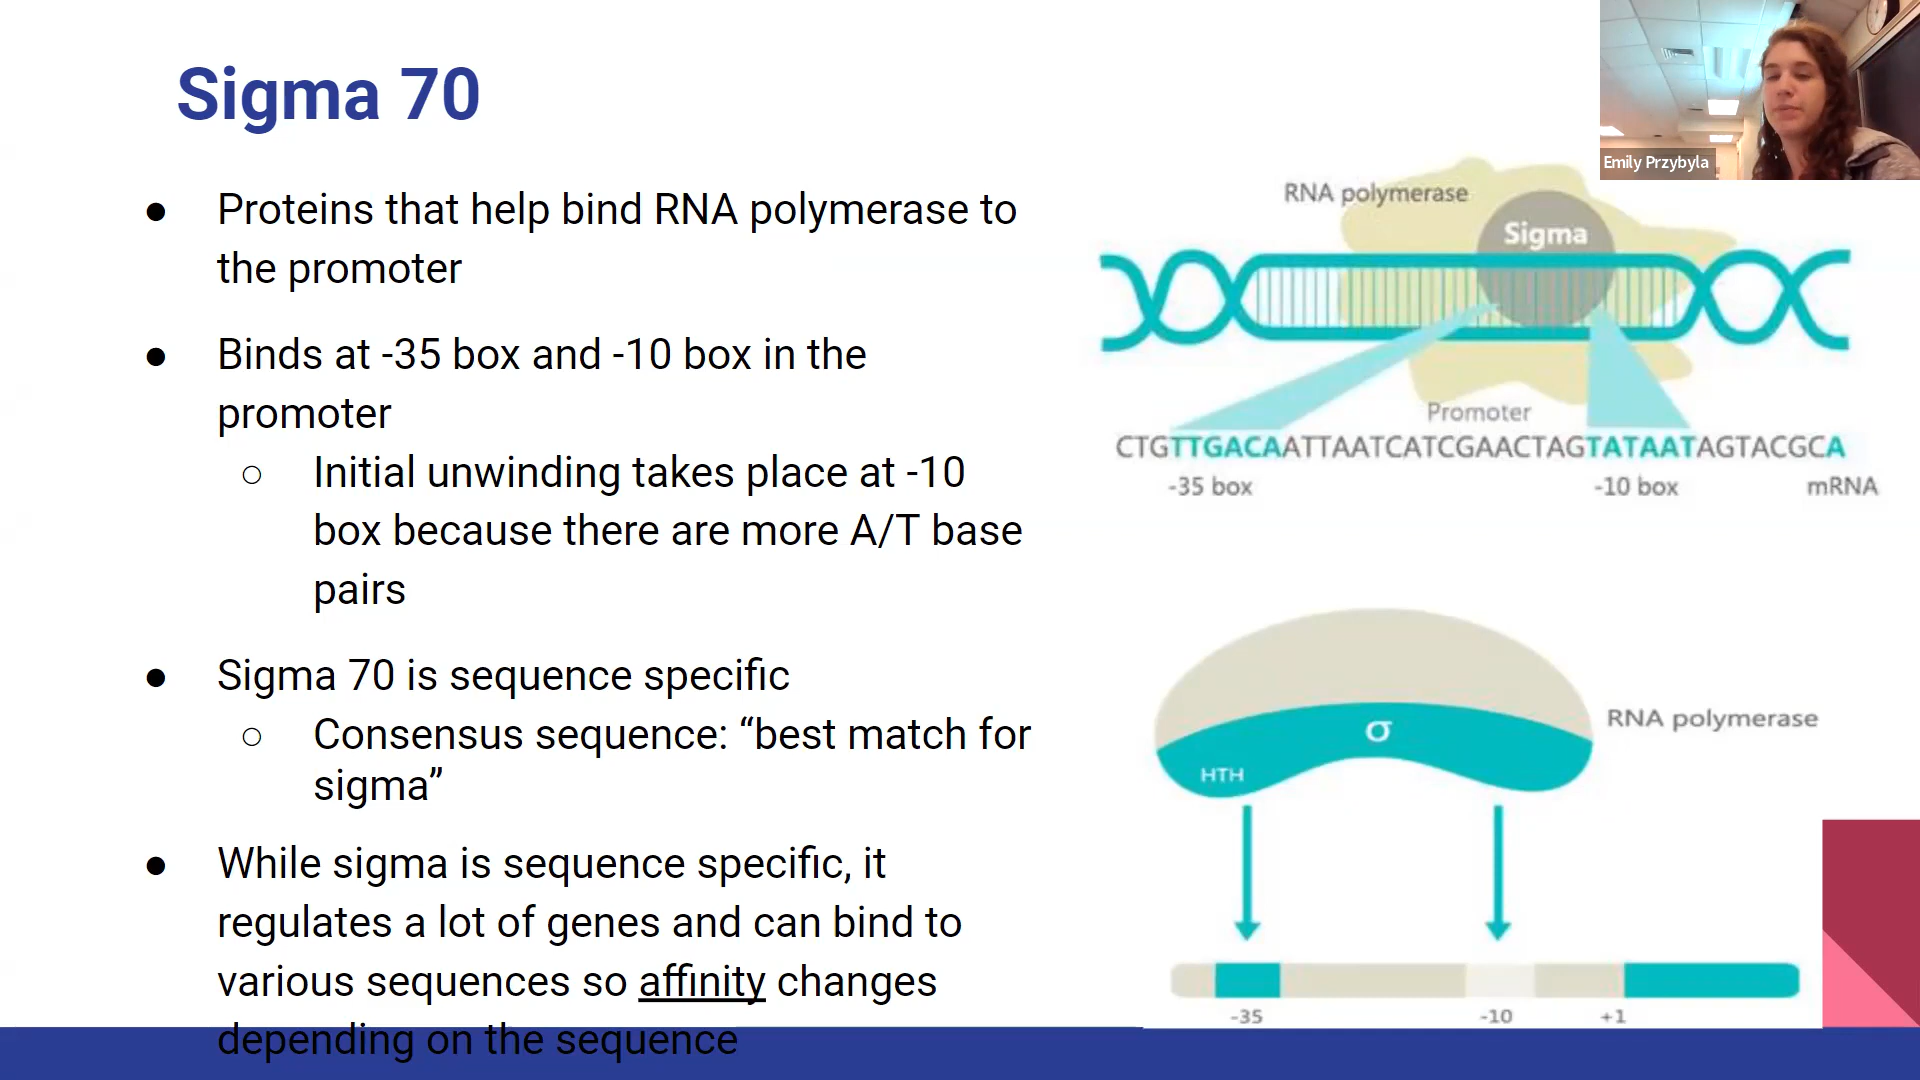 Sigma 70
● Proteins that help bind RNA polymerase to
the promoter
● Binds at -35 box and -10 box in the
promoter
○ Initial unwinding takes place at -10
box because there are more A/T base
pairs
● Sigma 70 is sequence specific
○ Consensus sequence: “best match for
sigma”
● While sigma is sequence specific, it
regulates a lot of genes and can bind to
various sequences so affinity changes
depending on the sequence
Emily Przybyla
RNA polymerase
Sigma
Promoter
CTGTTGACAATTAATCATCGAACTAGTATAATAGTACGCA
-35 box -10 box mRNA
σ
RNA polymerase
HTH
-35 -10 +1